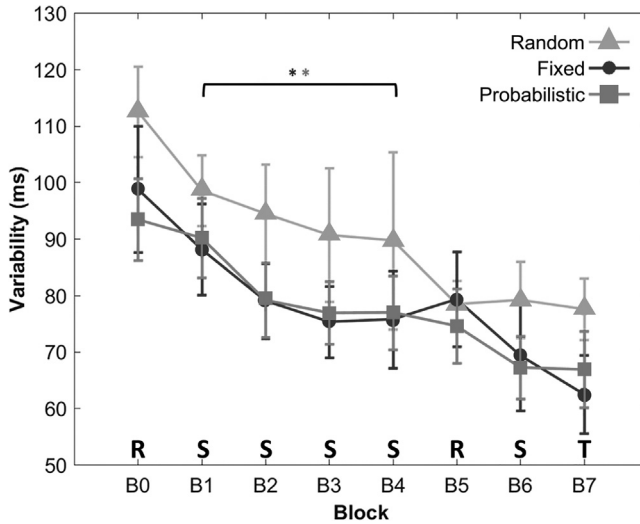 130
120
110
100
90
80
70
60
50
Variability (ms)
Random
Fixed
Probabilistic
* *
R S S S S R S T
B0 B1 B2 B3 B4 B5 B6 B7
Block